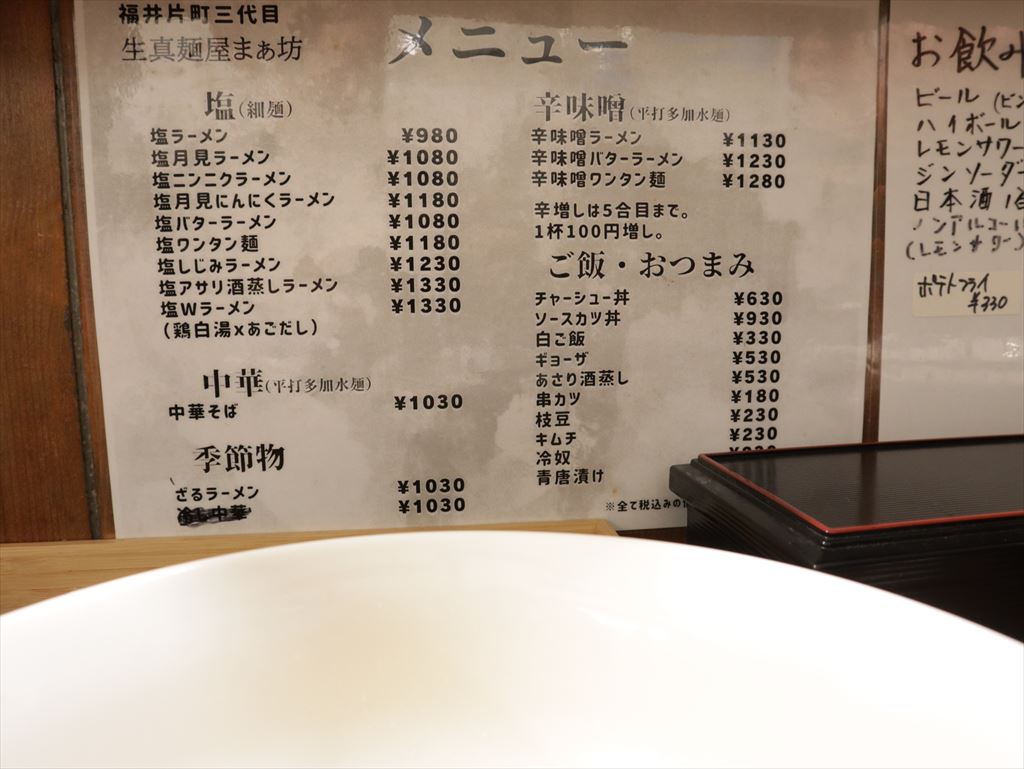 福井片町三代目
生真麺屋まぁ坊
メニュー
塩(細麺)
塩ラーメン ¥980
塩月見ラーメン ¥1080
塩ニンニクラーメン ¥1080
塩月見にんにくラーメン ¥1180
塩バターラーメン ¥1080
塩ワンタン麺 ¥1180
塩しじみラーメン ¥1230
塩アサリ酒蒸しラーメン ¥1330
塩Wラーメン ¥1330
(鶏白湯xあごだし)
中華(平打多加水麺)
中華そば ¥1030
季節物
ざるラーメン ¥1030
冷し中華 ¥1030
辛味噌(平打多加水麺)
辛味噌ラーメン ¥1130
辛味噌バターラーメン ¥1230
辛味噌ワンタン麺 ¥1280
辛増しは5合目まで。
1杯100円増し。
ご飯・おつまみ
チャーシュー丼 ¥630
ソースカツ丼 ¥930
白ご飯 ¥330
ギョーザ ¥530
あさり酒蒸し ¥530
串カツ ¥180
枝豆 ¥230
キムチ ¥230
冷奴
青唐漬け
※全て税込みの
お飲み
ビール (ビン
ハイボール
レモンサワー
ジンソーダ
日本酒
ノンアルコール
(レモンサワー)
ポテトフライ
¥330